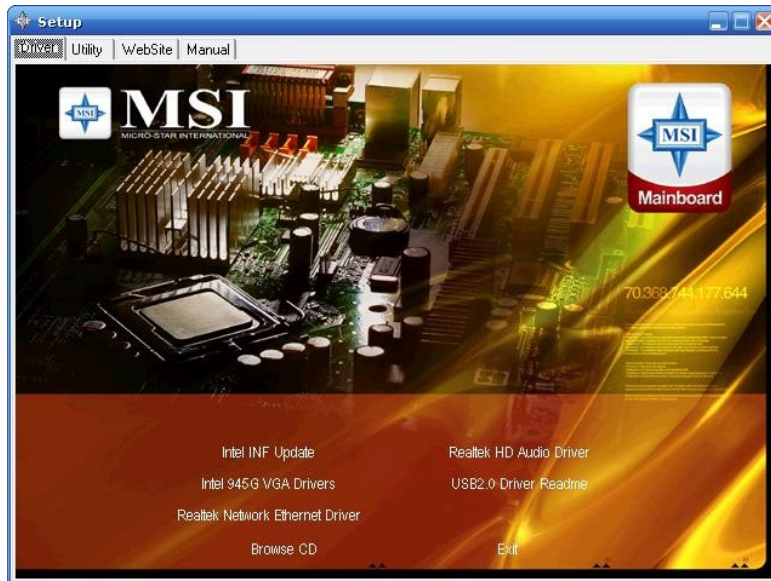 Setup
Driver Utility WebSite Manual
MSI MSI
MICRO-STAR INTERNATIONAL
MSI
Mainboard
70.368.744.177.644
Intel INF Update
Realtek HD Audio Driver
Intel 945G VGA Drivers
USB2.0 Driver Readme
Realtek Network Ethernet Driver
Browse CD
Exit